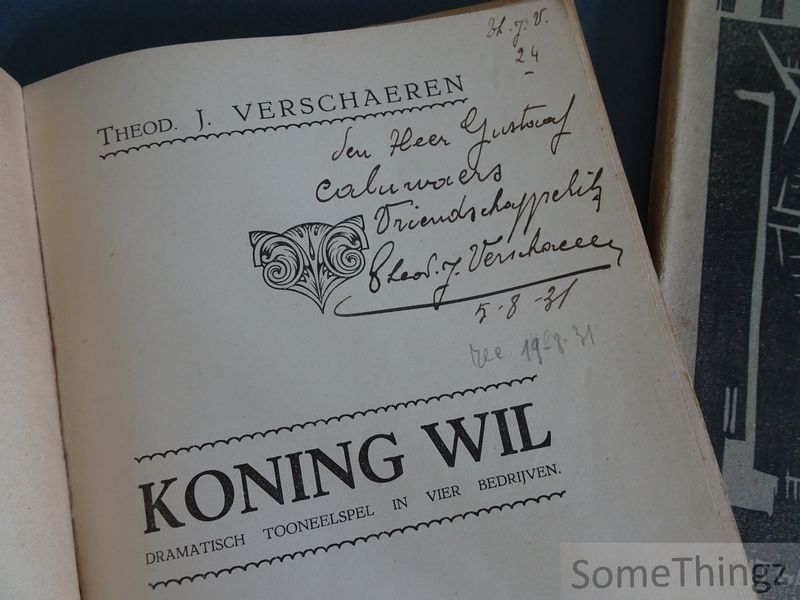 th. J. V.
24
THEOD. J. VERSCHAEREN
den Heer Gustaaf
Caluwaers
Vriendschappelijk
Theod. J. Verschaeren
5-8-31
19-8-31
KONING WIL
DRAMATISCH TOONEELSPEL IN VIER BEDRIJVEN.
SomeThingz